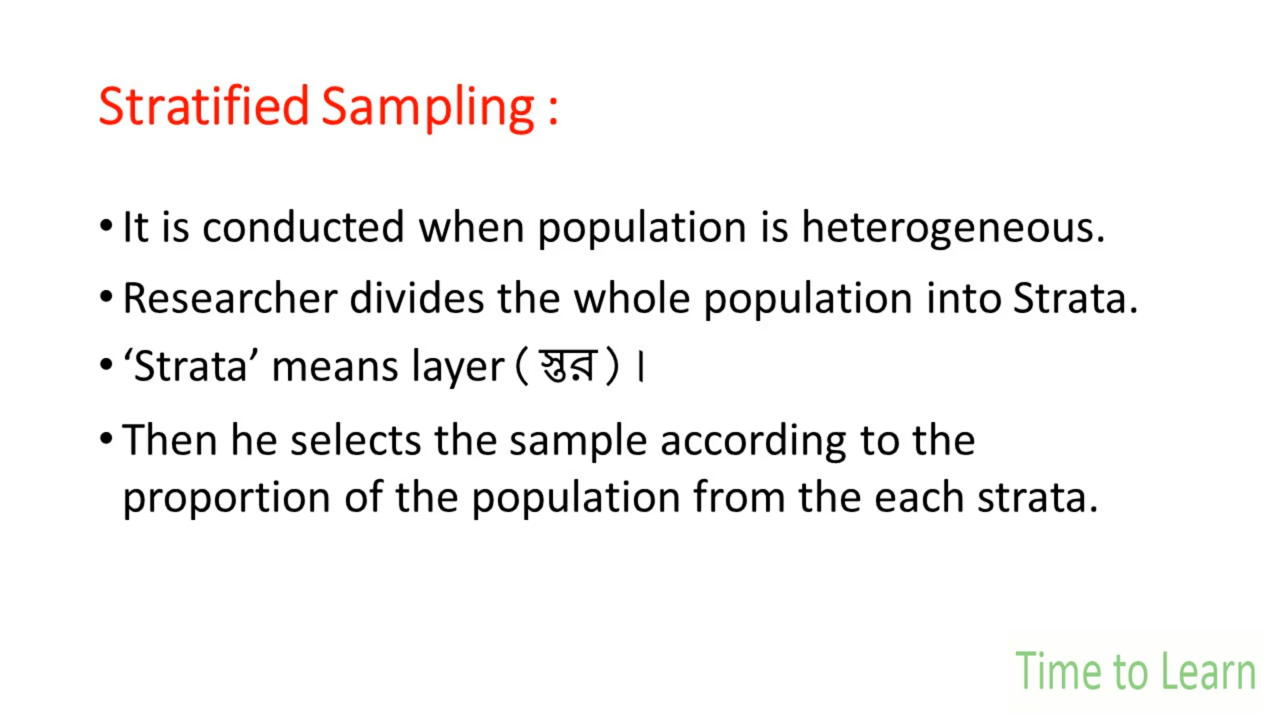 Stratified Sampling :
• It is conducted when population is heterogeneous.
• Researcher divides the whole population into Strata.
• ‘Strata’ means layer ( স্তর ) ।
• Then he selects the sample according to the
proportion of the population from the each strata.
Time to Learn